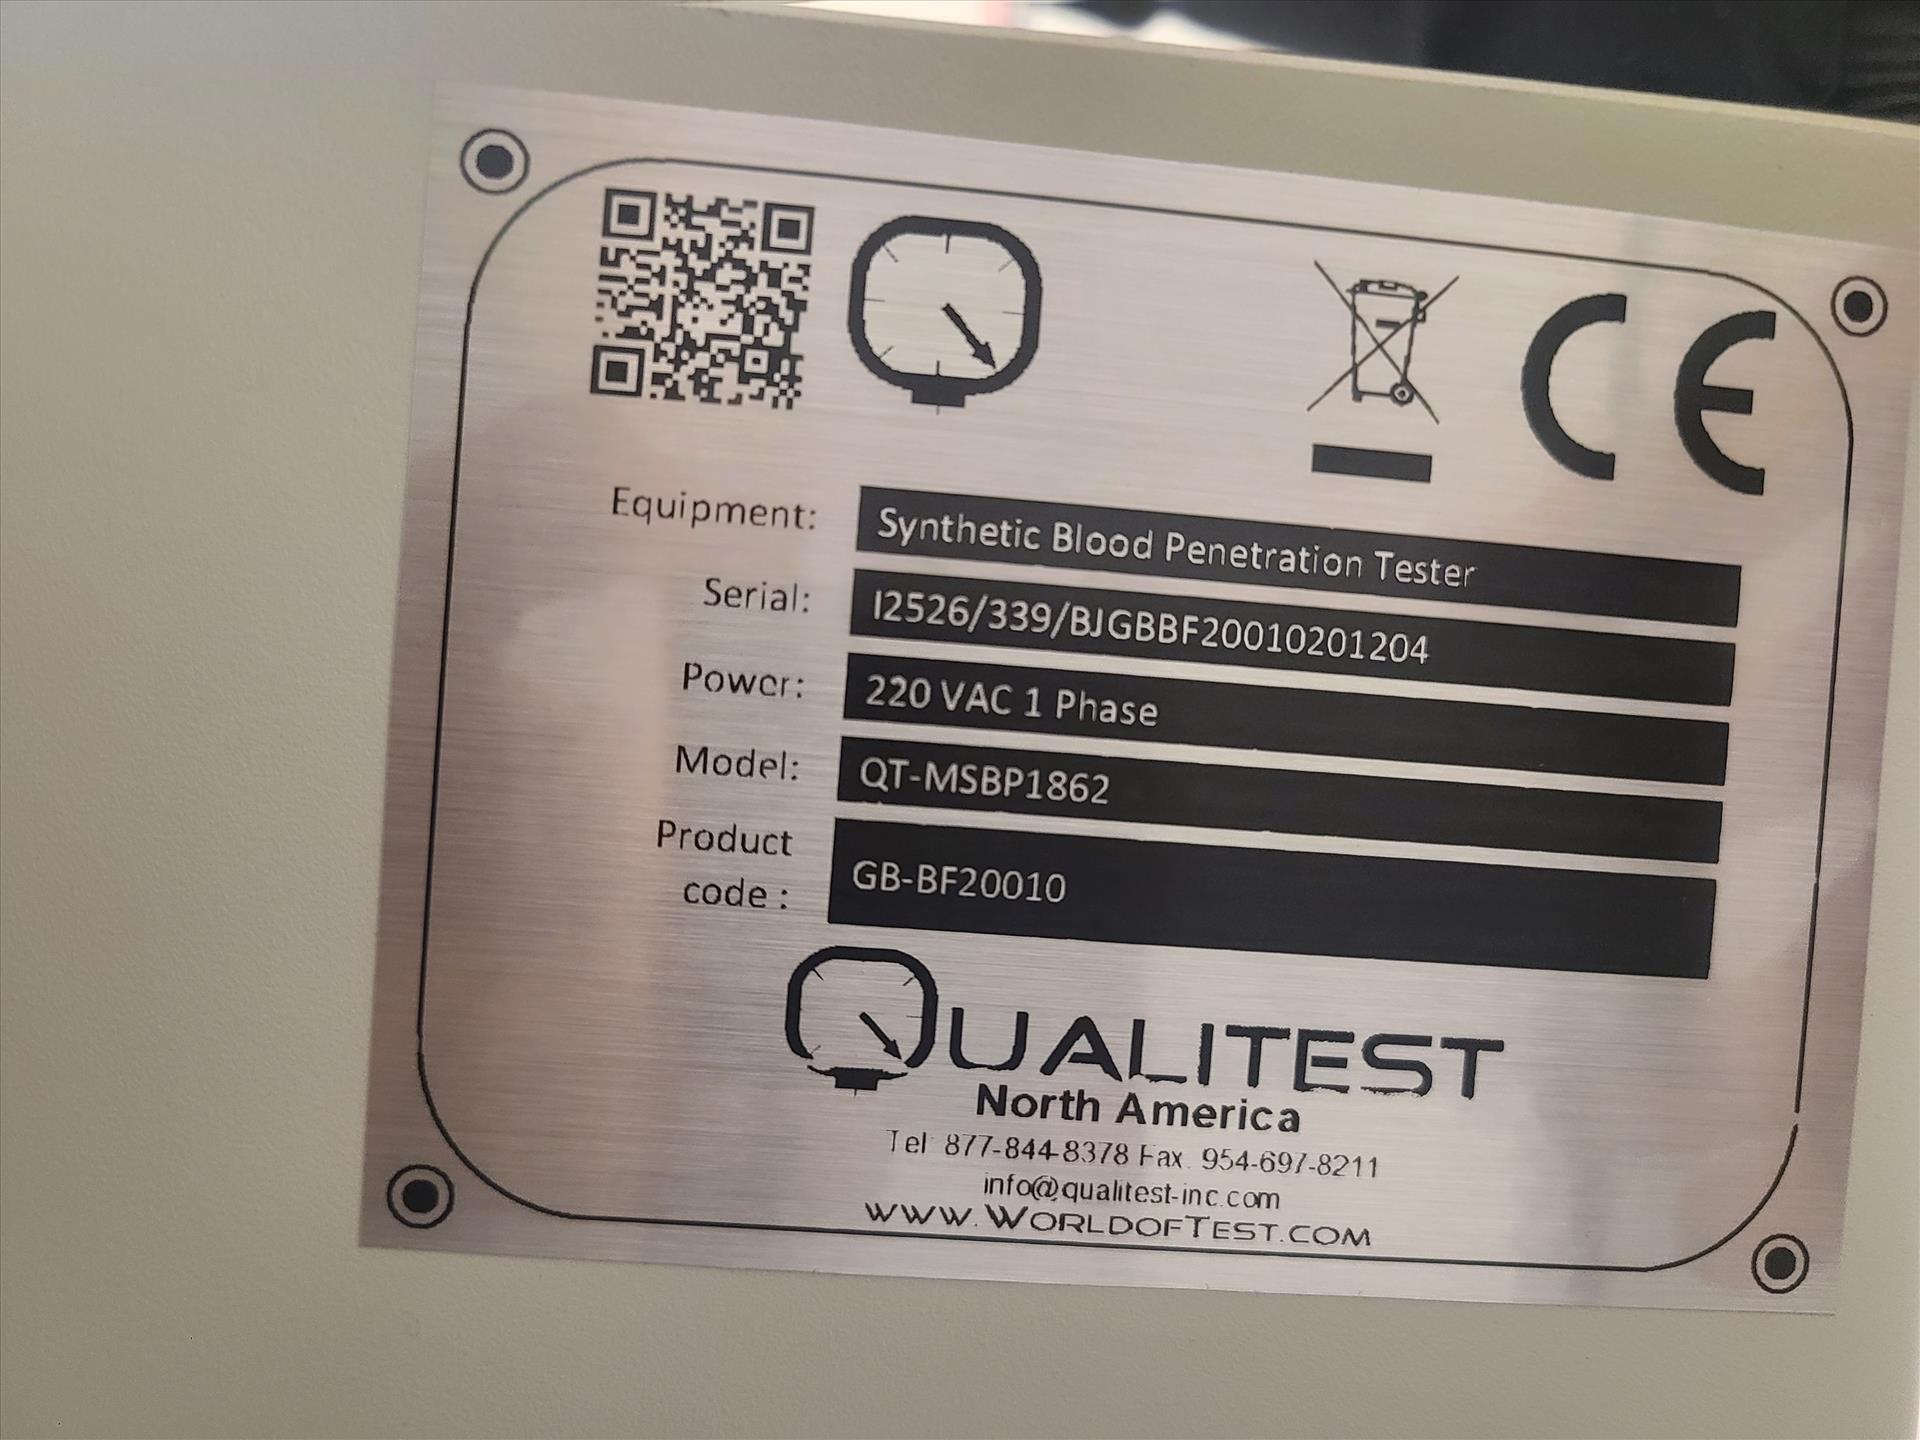 CE
Equipment: Synthetic Blood Penetration Tester
Serial: I2526/339/BJGBBF20010201204
Power: 220 VAC 1 Phase
Model: QT-MSBP1862
Product code : GB-BF20010
QUALITEST
North America
Tel: 877-844-8378 Fax. 954-697-8211
info@qualitest-inc.com
WWW.WORLDOFTEST.COM